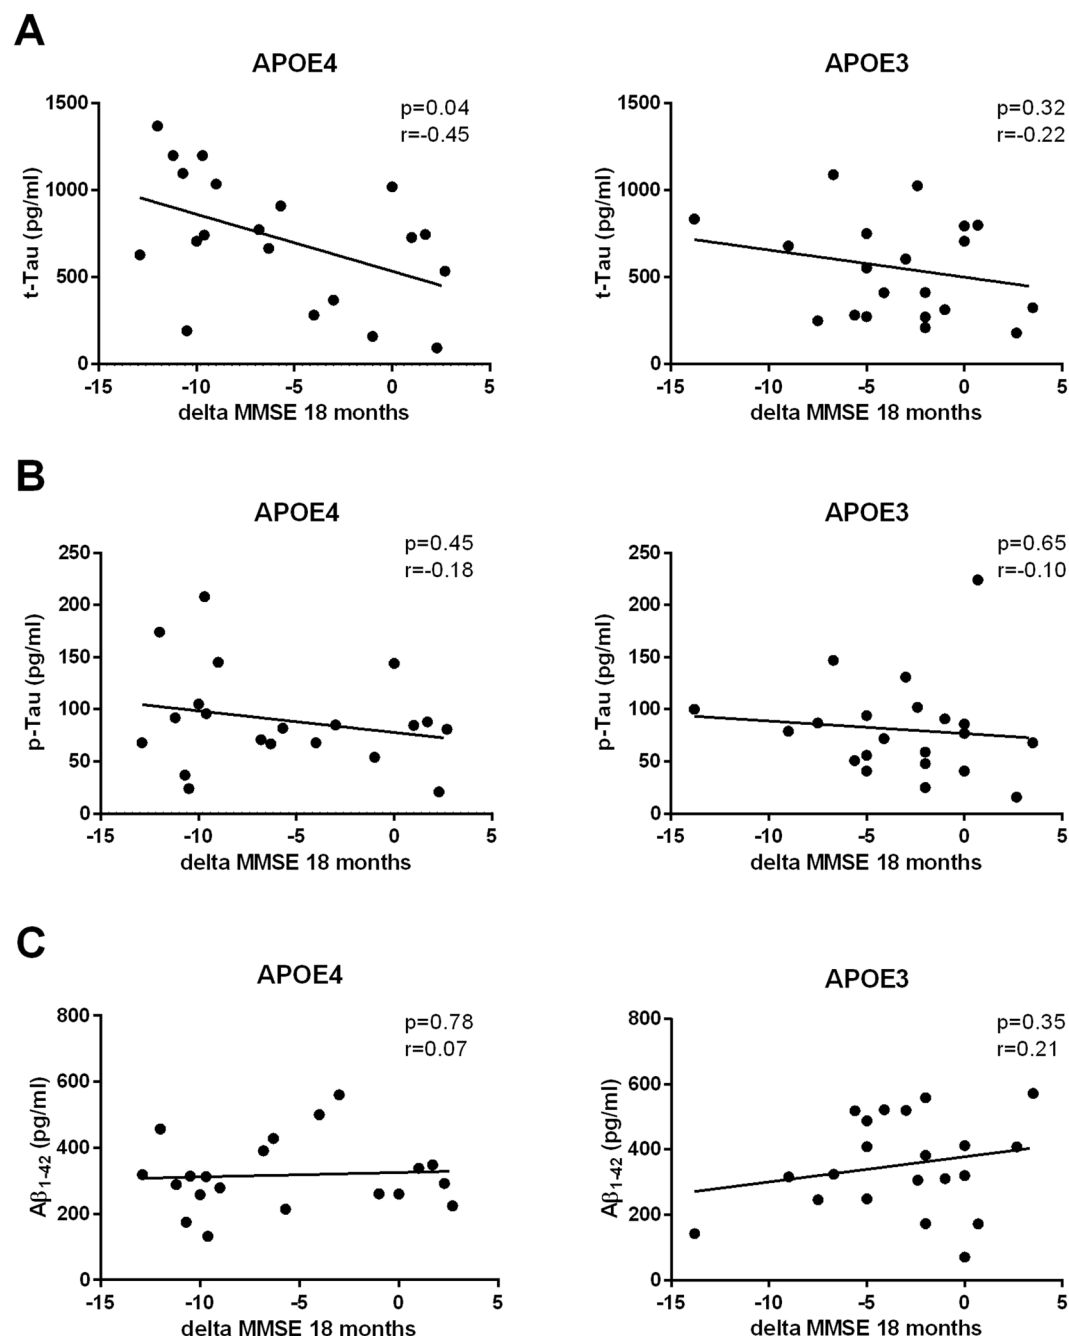 A
APOE4
p=0.04
r=-0.45
1500
1000
500
0
t-Tau (pg/ml)
-15
-10
-5
0
5
delta MMSE 18 months
APOE3
p=0.32
r=-0.22
1500
1000
500
0
t-Tau (pg/ml)
-15
-10
-5
0
5
delta MMSE 18 months
B
APOE4
p=0.45
r=-0.18
250
200
150
100
50
0
p-Tau (pg/ml)
-15
-10
-5
0
5
delta MMSE 18 months
APOE3
p=0.65
r=-0.10
250
200
150
100
50
0
p-Tau (pg/ml)
-15
-10
-5
0
5
delta MMSE 18 months
C
APOE4
p=0.78
r=0.07
800
600
400
200
0
Aβ1-42 (pg/ml)
-15
-10
-5
0
5
delta MMSE 18 months
APOE3
p=0.35
r=0.21
800
600
400
200
0
Aβ1-42 (pg/ml)
-15
-10
-5
0
5
delta MMSE 18 months